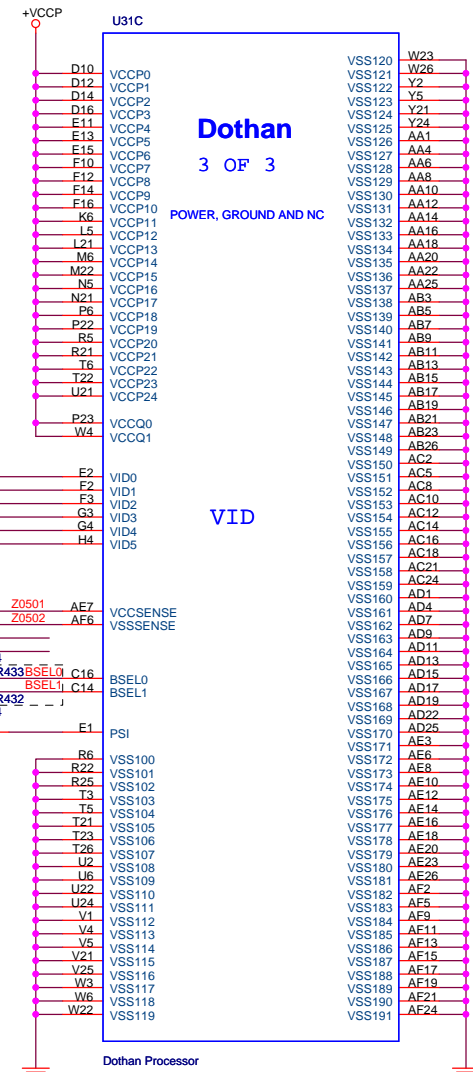 +VCCP
U31C
Dothan
3 OF 3
POWER, GROUND AND NC
VID
D10 VCCP0
D12 VCCP1
D14 VCCP2
D16 VCCP3
E11 VCCP4
E13 VCCP5
E15 VCCP6
F10 VCCP7
F12 VCCP8
F14 VCCP9
F16 VCCP10
K6 VCCP11
L5 VCCP12
L21 VCCP13
M6 VCCP14
M22 VCCP15
N5 VCCP16
N21 VCCP17
P6 VCCP18
P22 VCCP19
R5 VCCP20
R21 VCCP21
T6 VCCP22
T22 VCCP23
U21 VCCP24
P23 VCCQ0
W4 VCCQ1
E2 VID0
F2 VID1
F3 VID2
G3 VID3
G4 VID4
H4 VID5
Z0501 AE7 VCCSENSE
Z0502 AF6 VSSSENSE
R433 BSEL0 C16 BSEL0
BSEL1 C14 BSEL1
R432
E1 PSI
R6 VSS100
R22 VSS101
R25 VSS102
T3 VSS103
T5 VSS104
T21 VSS105
T23 VSS106
T26 VSS107
U2 VSS108
U6 VSS109
U22 VSS110
U24 VSS111
V1 VSS112
V4 VSS113
V5 VSS114
V21 VSS115
V25 VSS116
W3 VSS117
W6 VSS118
W22 VSS119
VSS120 W23
VSS121 W26
VSS122 Y2
VSS123 Y5
VSS124 Y21
VSS125 Y24
VSS126 AA1
VSS127 AA4
VSS128 AA6
VSS129 AA8
VSS130 AA10
VSS131 AA12
VSS132 AA14
VSS133 AA16
VSS134 AA18
VSS135 AA20
VSS136 AA22
VSS137 AA25
VSS138 AB3
VSS139 AB5
VSS140 AB7
VSS141 AB9
VSS142 AB11
VSS143 AB13
VSS144 AB15
VSS145 AB17
VSS146 AB19
VSS147 AB21
VSS148 AB23
VSS149 AB26
VSS150 AC2
VSS151 AC5
VSS152 AC8
VSS153 AC10
VSS154 AC12
VSS155 AC14
VSS156 AC16
VSS157 AC18
VSS158 AC21
VSS159 AC24
VSS160 AD1
VSS161 AD4
VSS162 AD7
VSS163 AD9
VSS164 AD11
VSS165 AD13
VSS166 AD15
VSS167 AD17
VSS168 AD19
VSS169 AD22
VSS170 AD25
VSS171 AE3
VSS172 AE6
VSS173 AE8
VSS174 AE10
VSS175 AE12
VSS176 AE14
VSS177 AE16
VSS178 AE18
VSS179 AE20
VSS180 AE23
VSS181 AE26
VSS182 AF2
VSS183 AF5
VSS184 AF9
VSS185 AF11
VSS186 AF13
VSS187 AF15
VSS188 AF17
VSS189 AF19
VSS190 AF21
VSS191 AF24
Dothan Processor